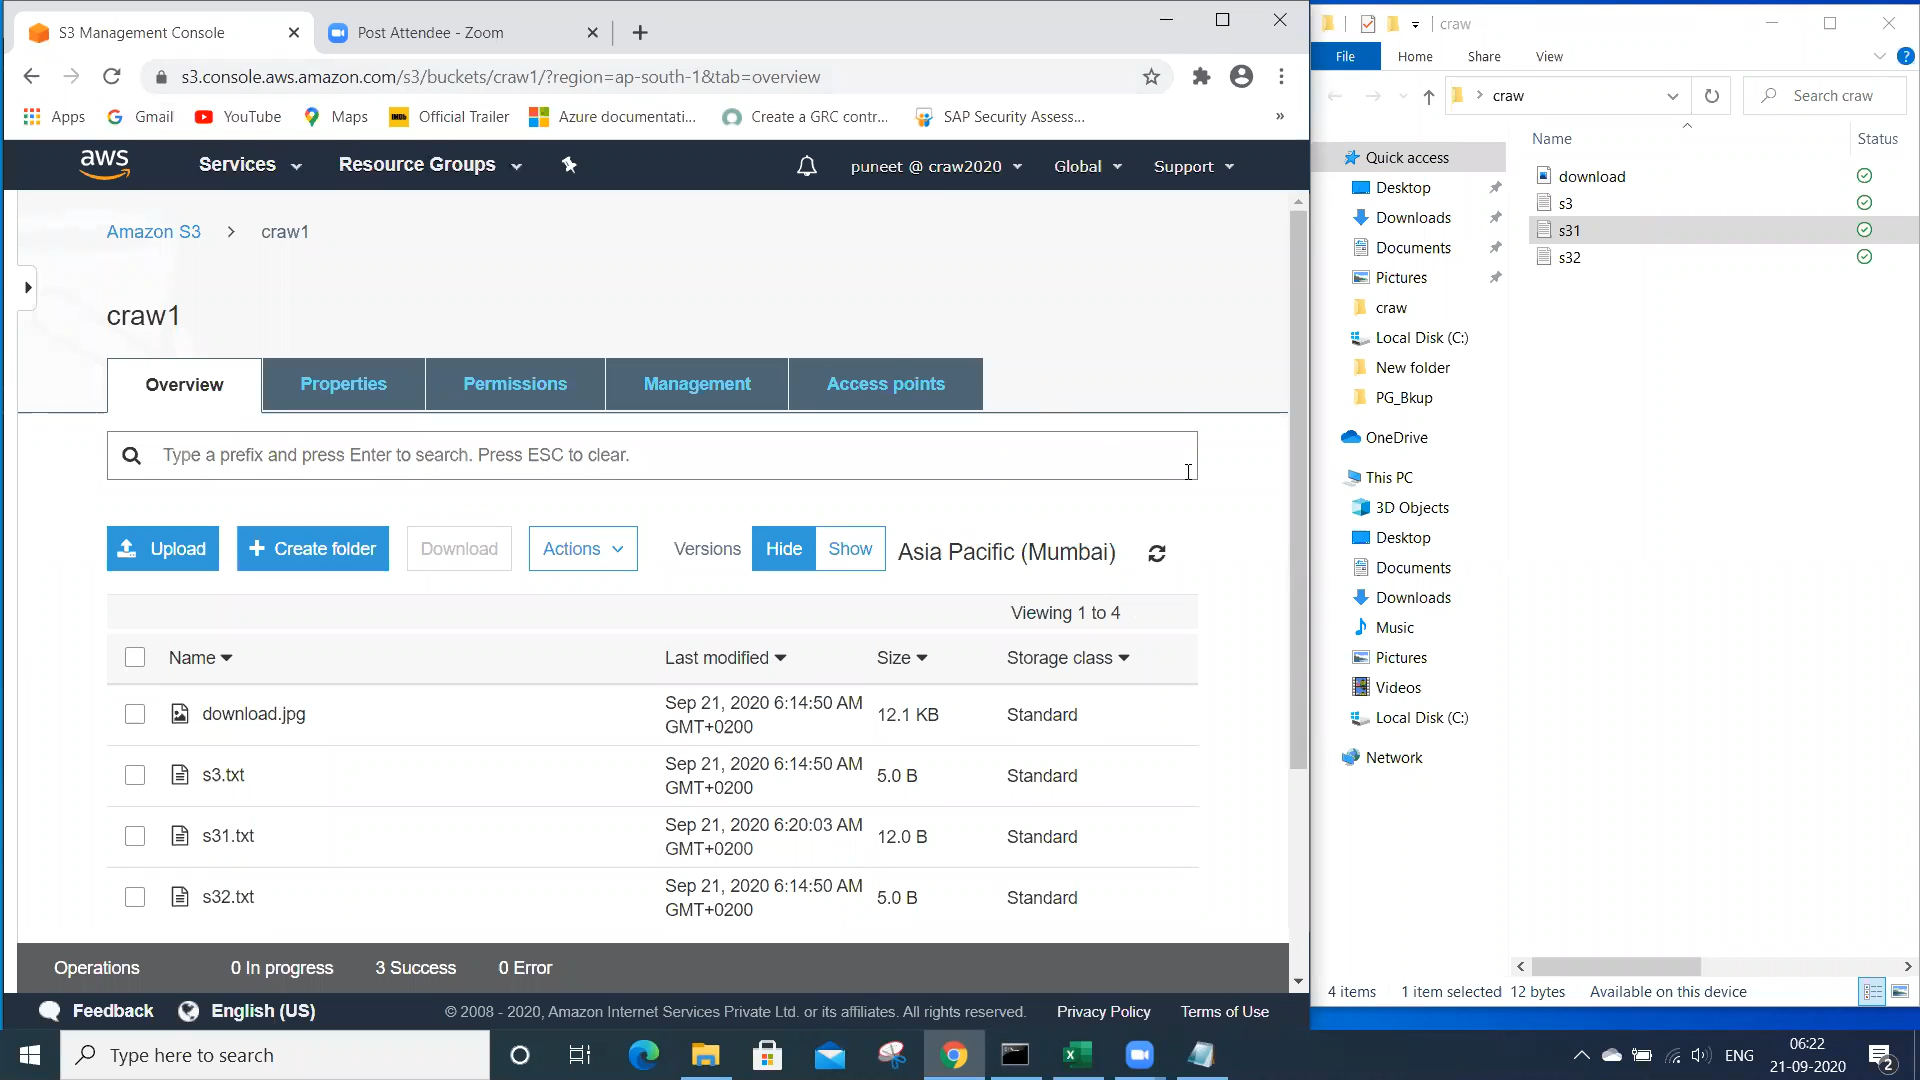 S3 Management Console
Post Attendee - Zoom
s3.console.aws.amazon.com/s3/buckets/craw1/?region=ap-south-1&tab=overview
Apps
Gmail
YouTube
Maps
IMDb
Official Trailer
Azure documentati...
Create a GRC contr...
SAP Security Assess...
»
aws
Services
Resource Groups
puneet @ craw2020
Global
Support
Amazon S3 > craw1
craw1
Overview
Properties
Permissions
Management
Access points
Type a prefix and press Enter to search. Press ESC to clear.
Upload
+ Create folder
Download
Actions
Versions
Hide
Show
Asia Pacific (Mumbai)
Viewing 1 to 4
Name
Last modified
Size
Storage class
download.jpg
Sep 21, 2020 6:14:50 AM
GMT+0200
12.1 KB
Standard
s3.txt
Sep 21, 2020 6:14:50 AM
GMT+0200
5.0 B
Standard
s31.txt
Sep 21, 2020 6:20:03 AM
GMT+0200
12.0 B
Standard
s32.txt
Sep 21, 2020 6:14:50 AM
GMT+0200
5.0 B
Standard
Operations
0 In progress
3 Success
0 Error
Feedback
English (US)
© 2008 - 2020, Amazon Internet Services Private Ltd. or its affiliates. All rights reserved.
Privacy Policy
Terms of Use
craw
File
Home
Share
View
?
craw
Search craw
Name
Status
Quick access
Desktop
Downloads
Documents
Pictures
craw
Local Disk (C:)
New folder
PG_Bkup
OneDrive
This PC
3D Objects
Desktop
Documents
Downloads
Music
Pictures
Videos
Local Disk (C:)
Network
download
s3
s31
s32
4 items
1 item selected 12 bytes
Available on this device
Type here to search
ENG
06:22
21-09-2020
2